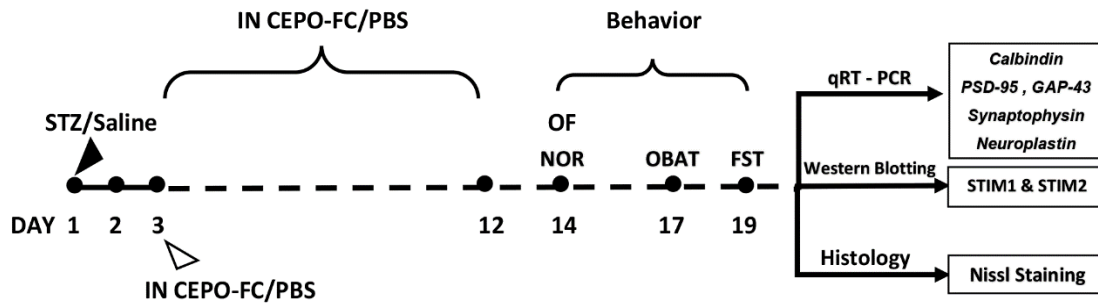 IN CEPO-FC/PBS
Behavior
STZ/Saline
OF
NOR
OBAT
FST
DAY 1 2 3 12 14 17 19
IN CEPO-FC/PBS
qRT - PCR
Calbindin
PSD-95 , GAP-43
Synaptophysin
Neuroplastin
Western Blotting
STIM1 & STIM2
Histology
Nissl Staining